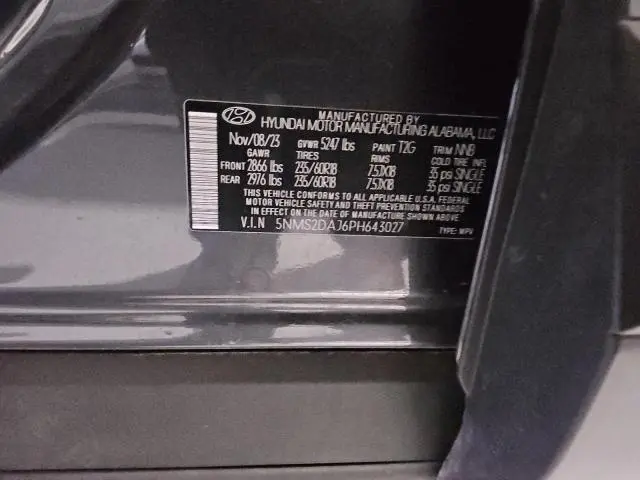 MANUFACTURED BY
HYUNDAI MOTOR MANUFACTURING ALABAMA, LLC
Nov/08/23 GVWR 5247 lbs PAINT T2G TRIM NNB
GAWR TIRES RIMS COLD TIRE INFL
FRONT 2866 lbs 235/60R18 7.5JX18 35 psi SINGLE
REAR 2976 lbs 235/60R18 7.5JX18 35 psi SINGLE
THIS VEHICLE CONFORMS TO ALL APPLICABLE U.S.A. FEDERAL
MOTOR VEHICLE SAFETY AND THEFT PREVENTION STANDARDS
IN EFFECT ON THE DATE OF MANUFACTURE SHOWN ABOVE.
V.I.N 5NMS2DAJ6PH643027 TYPE: MPV